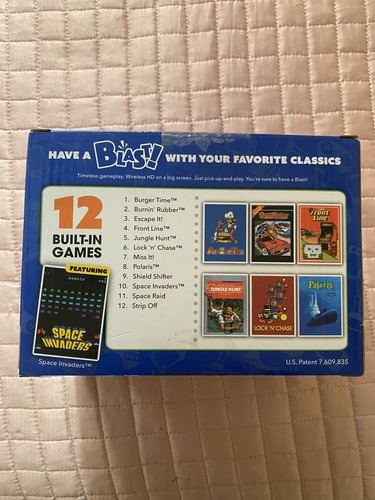 HAVE A BLAST! WITH YOUR FAVORITE CLASSICS
Timeless gameplay. Wireless HD on a big screen. Just pick-up-and-play. You're sure to have a Blast!
12
BUILT-IN
GAMES
FEATURING
SPACE
INVADERS
Space Invaders™
1. Burger Time™
2. Burnin' Rubber™
3. Escape It!
4. Front Line™
5. Jungle Hunt™
6. Lock 'n' Chase™
7. Miss It!
8. Polaris™
9. Shield Shifter
10. Space Invaders™
11. Space Raid
12. Strip Off
Front
Line
JUNGLE HUNT
LOCK'N'CHASE
Polaris
U.S. Patent 7,609,835